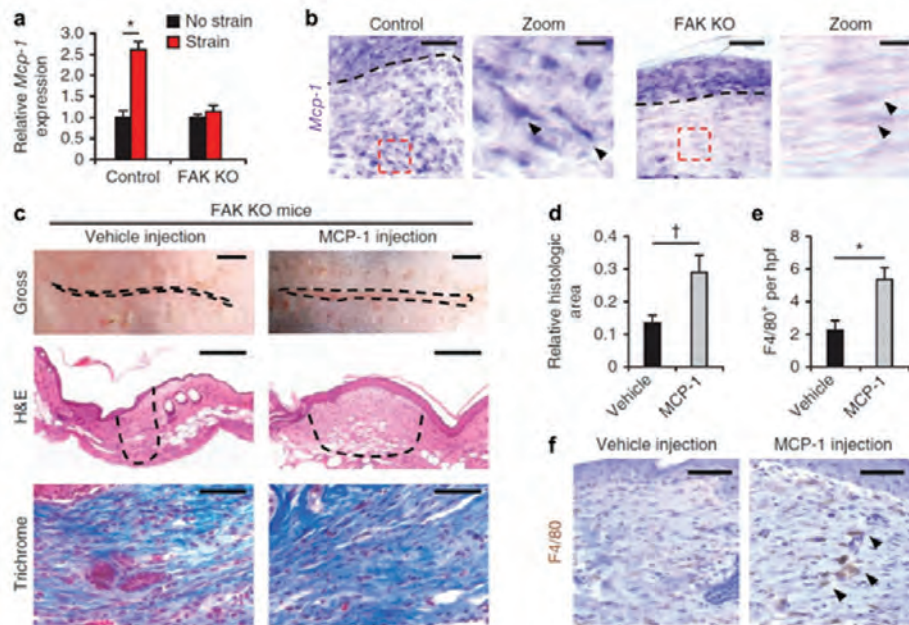 a
No strain
Strain
*
Relative Mcp-1
expression
3.0
2.5
2.0
1.5
1.0
0.5
0
Control
FAK KO
b
Control
Zoom
FAK KO
Zoom
Mcp-1
c
FAK KO mice
Vehicle injection
MCP-1 injection
Gross
H&E
Trichrome
d
Relative histologic
area
0.4
0.3
0.2
0.1
0
†
Vehicle
MCP-1
e
F4/80+ per hpf
8
6
4
2
0
*
Vehicle
MCP-1
f
Vehicle injection
MCP-1 injection
F4/80